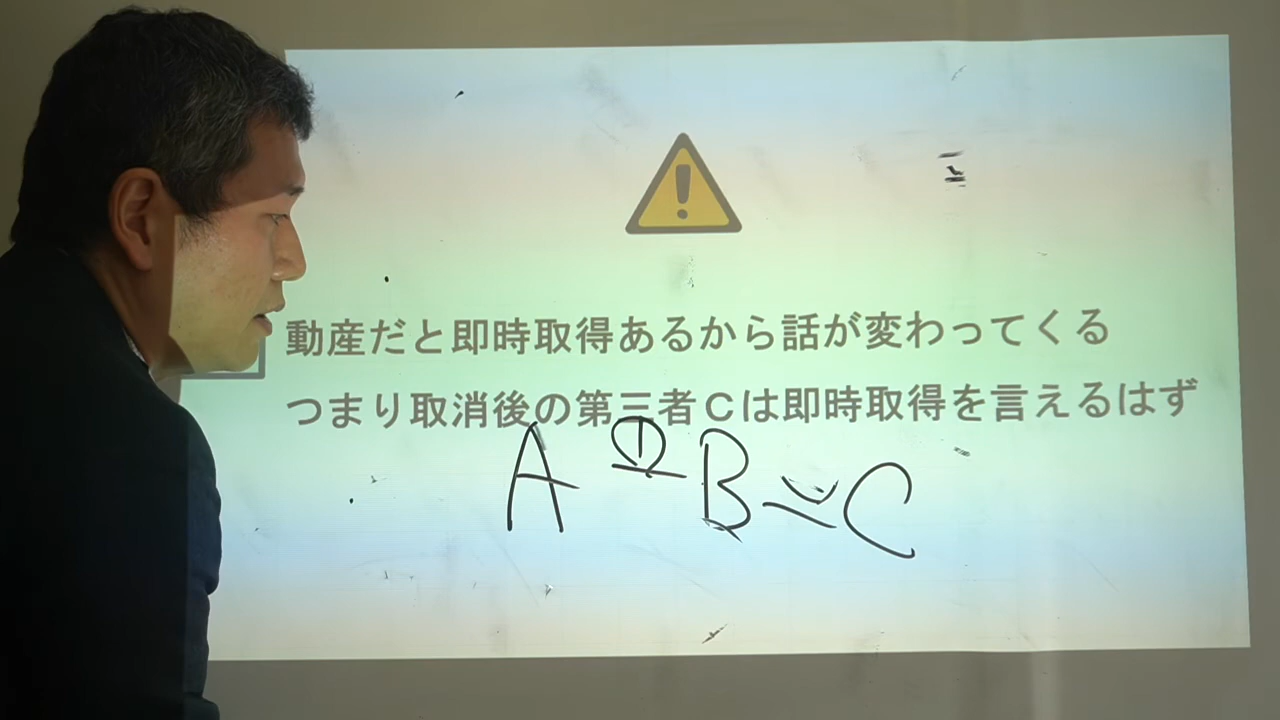 動産だと即時取得あるから話が変わってくる
つまり取消後の第三者Cは即時取得を言えるはず
A ① B C